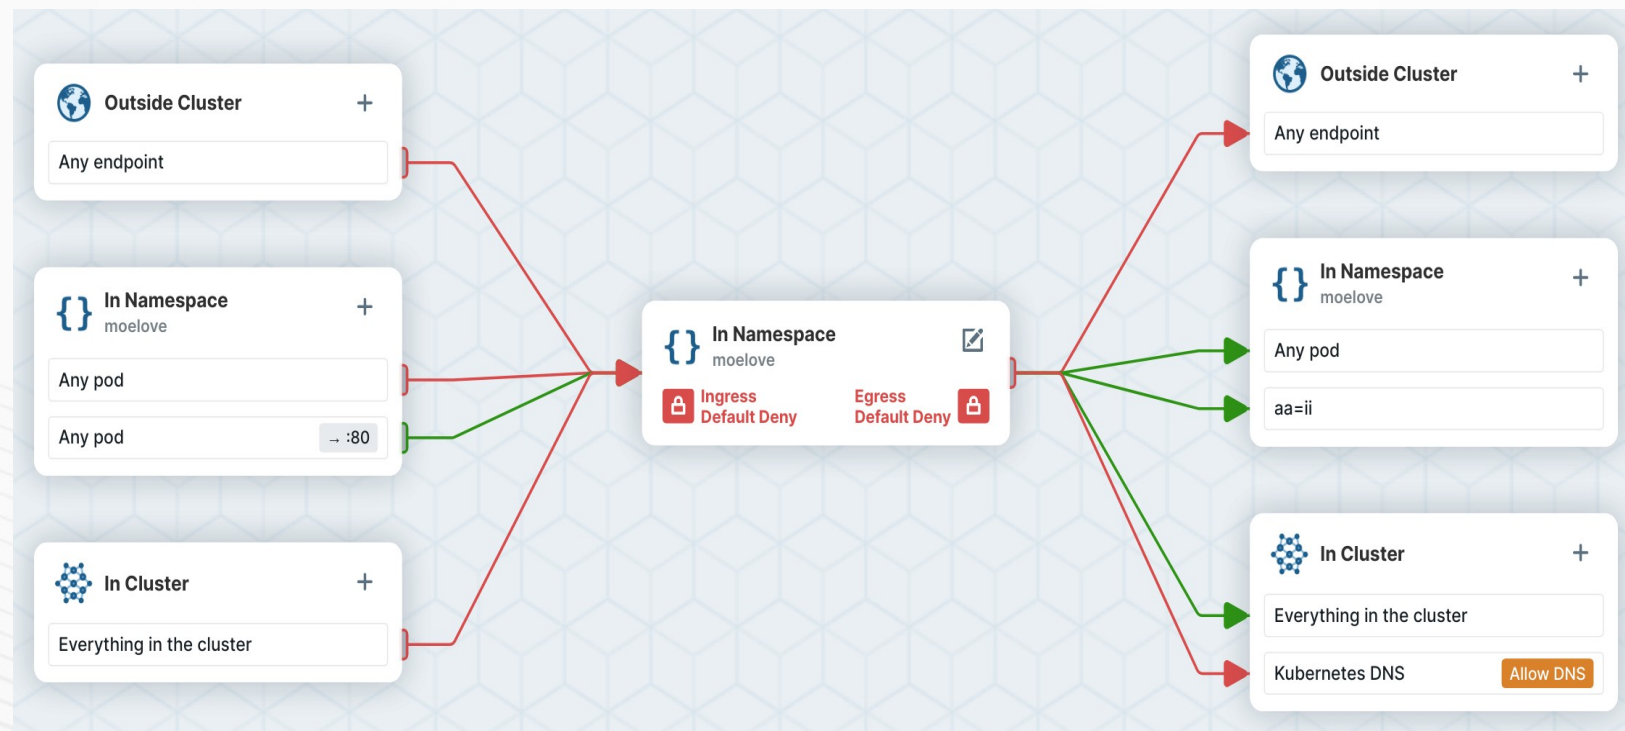 Outside Cluster
+
Any endpoint
In Namespace
+
moelove
Any pod
Any pod
→ :80
In Cluster
+
Everything in the cluster
{} In Namespace
moelove
Ingress
Default Deny
Egress
Default Deny
Outside Cluster
+
Any endpoint
{} In Namespace
+
moelove
Any pod
aa=ii
In Cluster
+
Everything in the cluster
Kubernetes DNS
Allow DNS